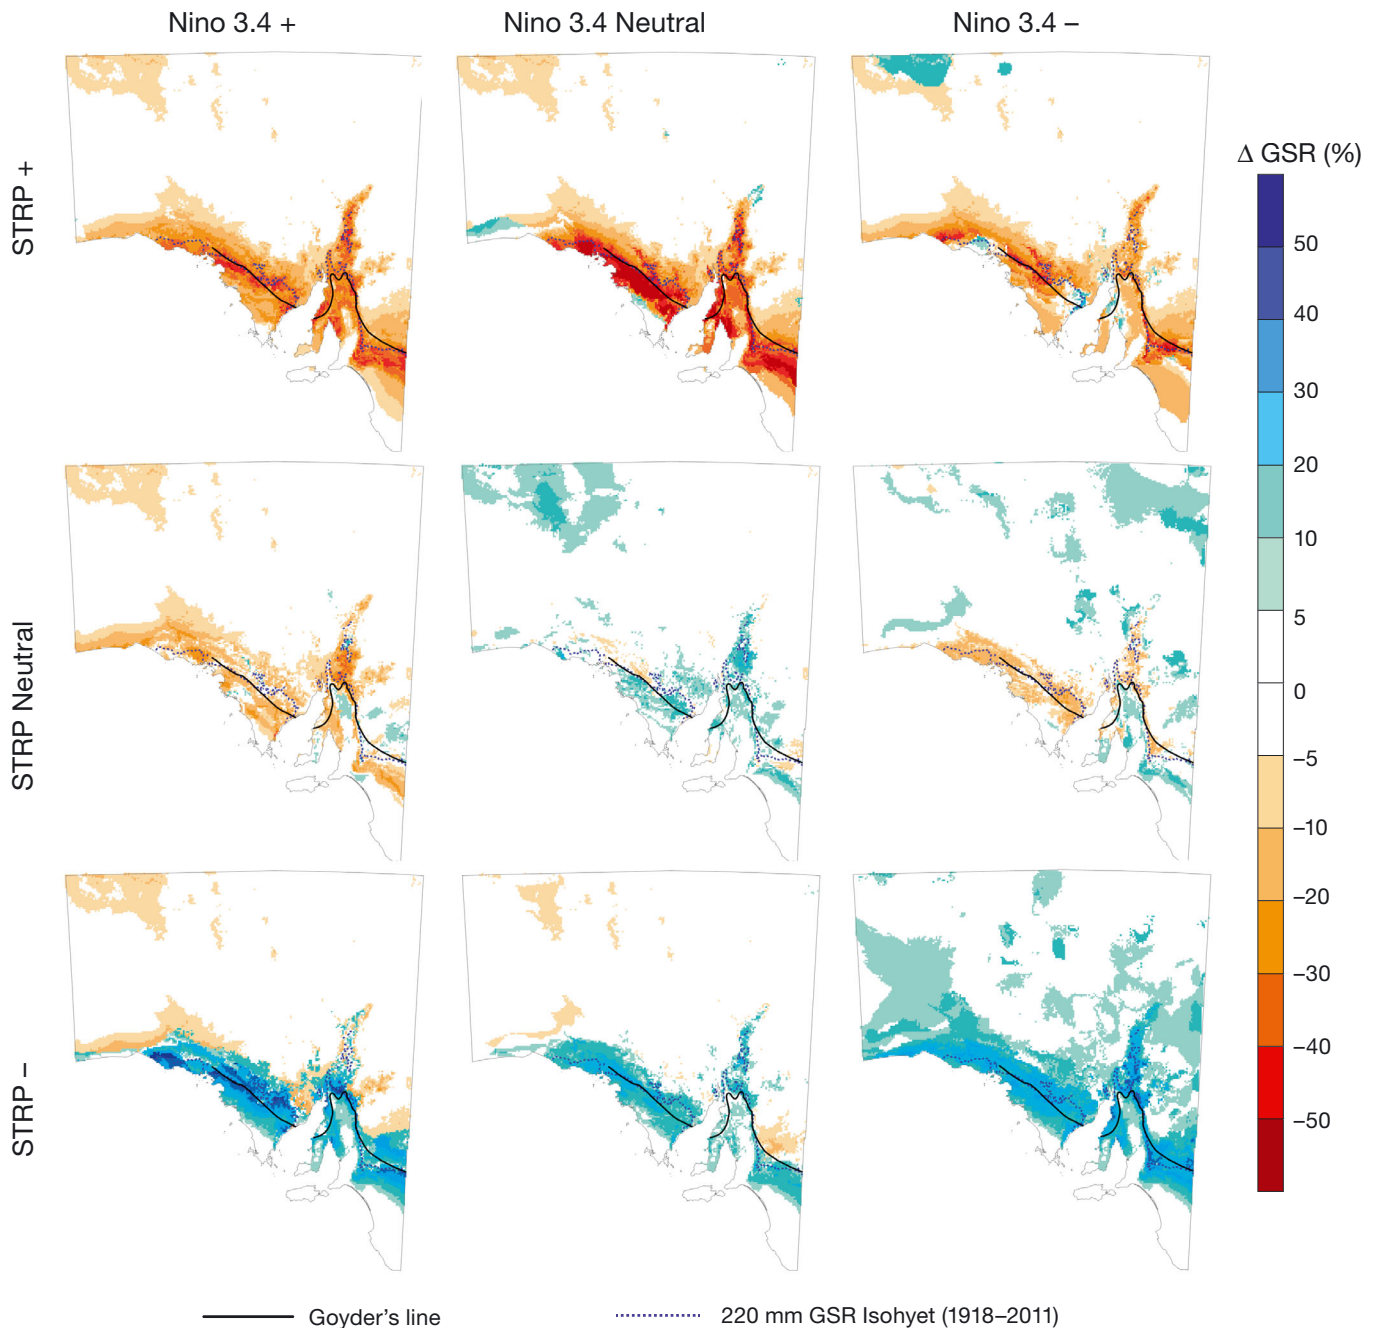 Nino 3.4 +
Nino 3.4 Neutral
Nino 3.4 –
STRP +
STRP Neutral
STRP –
Δ GSR (%)
50
40
30
20
10
5
0
–5
–10
–20
–30
–40
–50
Goyder's line
220 mm GSR Isohyet (1918–2011)